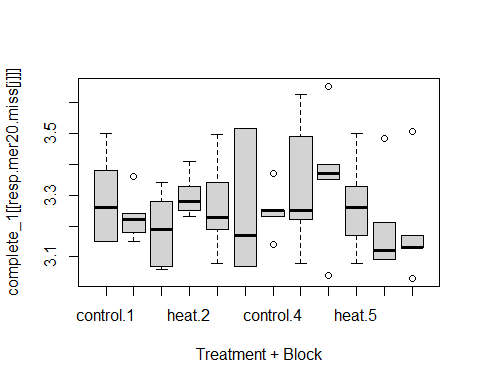 complete_1[[resp.mer20.miss[j]]]
3.5
3.3
3.1
control.1 heat.2 control.4 heat.5
Treatment + Block